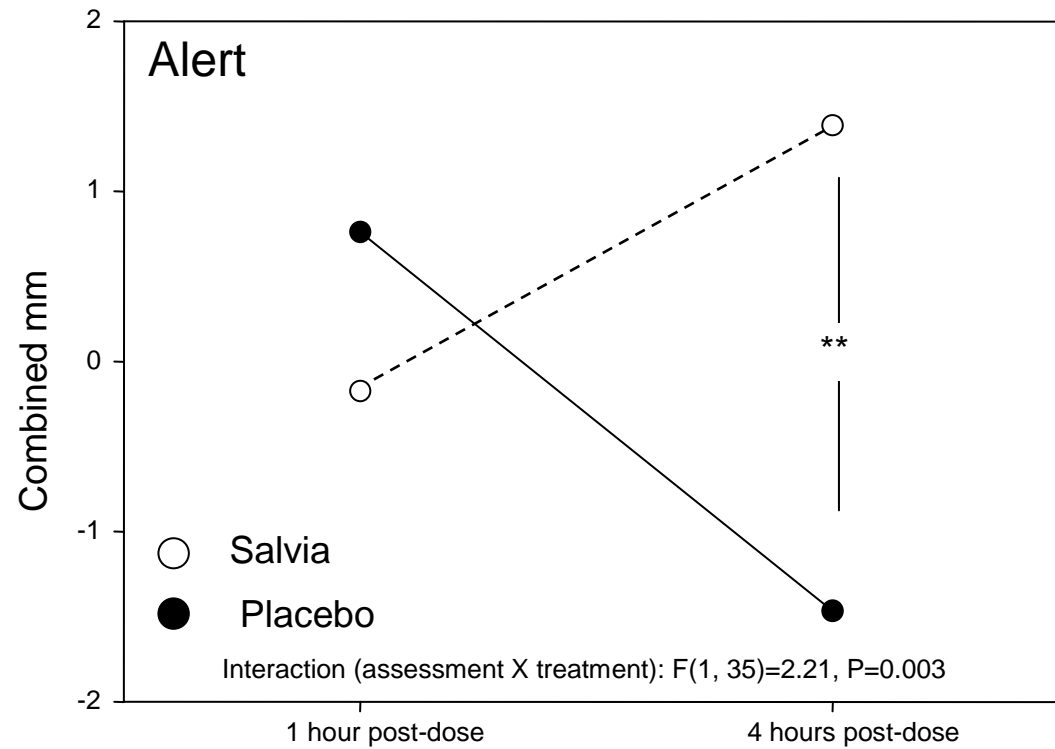 2
Alert
1
0
-1
-2
Combined mm
**
Salvia
Placebo
Interaction (assessment X treatment): F(1, 35)=2.21, P=0.003
1 hour post-dose
4 hours post-dose